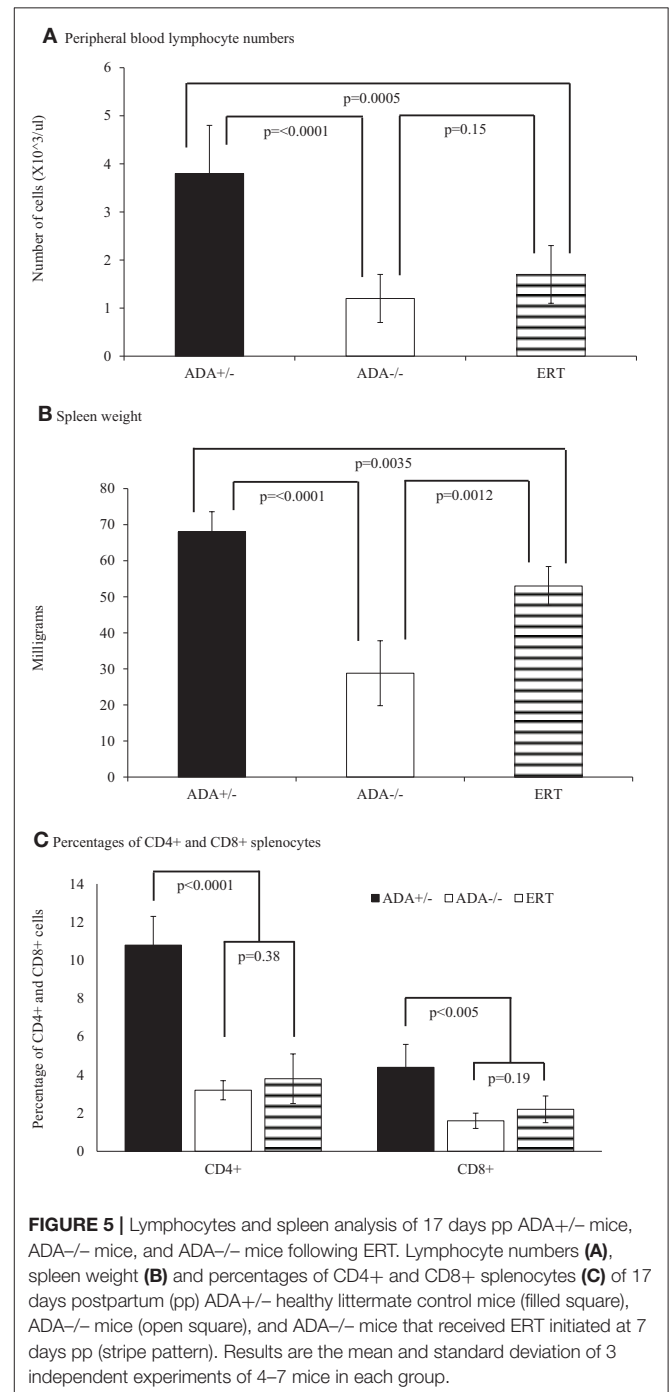 A Peripheral blood lymphocyte numbers
Number of cells (X10^3/ul)
6
5
4
3
2
1
0
p=0.0005
p=<0.0001
p=0.15
ADA+/-
ADA-/-
ERT
B Spleen weight
Milligrams
80
70
60
50
40
30
20
10
0
p=0.0035
p=<0.0001
p=0.0012
ADA+/-
ADA-/-
ERT
C Percentages of CD4+ and CD8+ splenocytes
Percentage of CD4+ and CD8+ cells
14
12
10
8
6
4
2
0
p<0.0001
p=0.38
ADA+/- ADA-/- ERT
p<0.005
p=0.19
CD4+
CD8+
FIGURE 5 | Lymphocytes and spleen analysis of 17 days pp ADA+/– mice,
ADA–/– mice, and ADA–/– mice following ERT. Lymphocyte numbers (A),
spleen weight (B) and percentages of CD4+ and CD8+ splenocytes (C) of 17
days postpartum (pp) ADA+/– healthy littermate control mice (filled square),
ADA–/– mice (open square), and ADA–/– mice that received ERT initiated at 7
days pp (stripe pattern). Results are the mean and standard deviation of 3
independent experiments of 4–7 mice in each group.